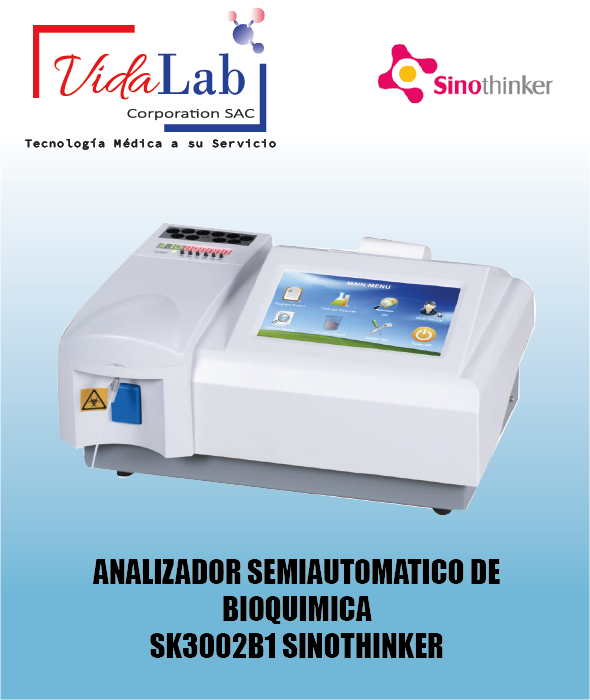 VidaLab
Corporation SAC
Tecnología Médica a su Servicio
Sinothinker
MAIN MENU
ANALIZADOR SEMIAUTOMATICO DE
BIOQUIMICA
SK3002B1 SINOTHINKER